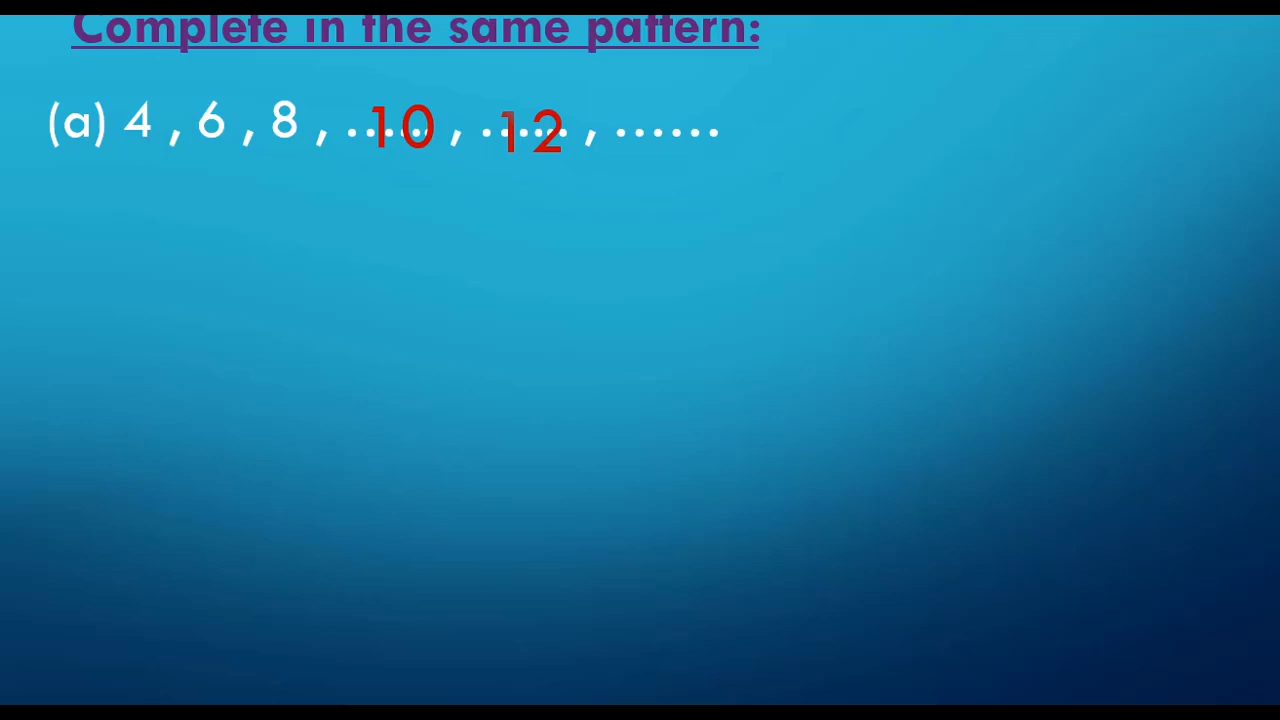 Complete in the same pattern:
(a) 4 , 6 , 8 , ...10... , ...12... , ......